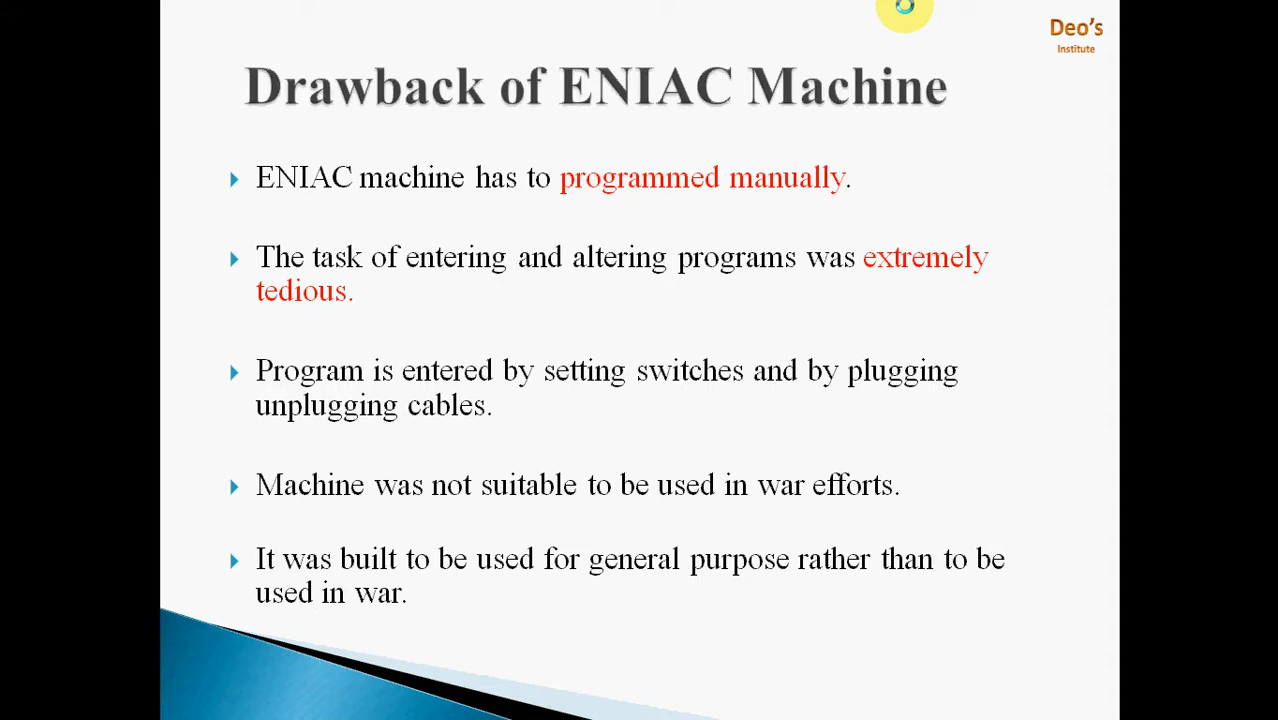 Deo's
Institute
Drawback of ENIAC Machine
ENIAC machine has to programmed manually.
The task of entering and altering programs was extremely
tedious.
Program is entered by setting switches and by plugging
unplugging cables.
Machine was not suitable to be used in war efforts.
It was built to be used for general purpose rather than to be
used in war.